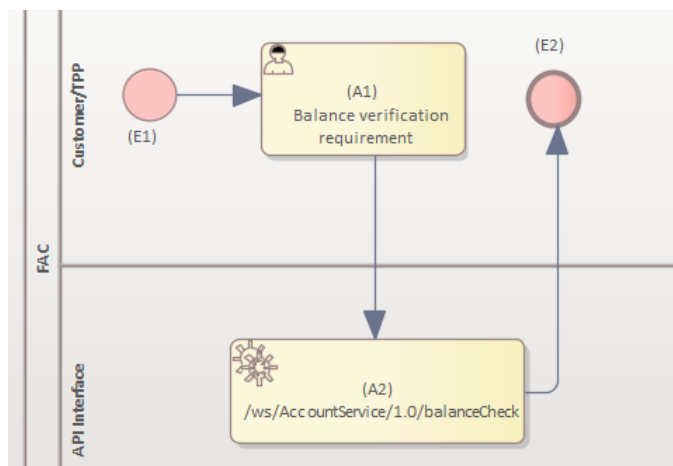 FAC
Customer/TPP
(E1)
(A1)
Balance verification
requirement
(E2)
API Interface
(A2)
/ws/AccountService/1.0/balanceCheck